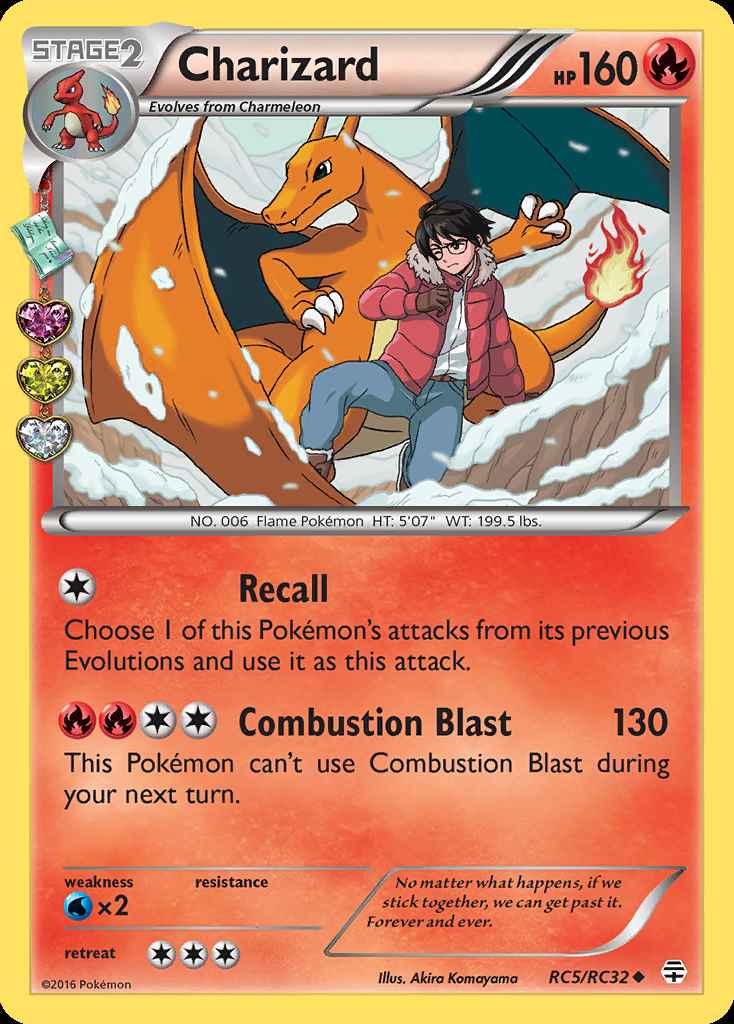 STAGE2
Charizard
HP160
Evolves from Charmeleon
NO. 006 Flame Pokémon HT: 5'07" WT: 199.5 lbs.
Recall
Choose 1 of this Pokémon's attacks from its previous
Evolutions and use it as this attack.
Combustion Blast 130
This Pokémon can't use Combustion Blast during
your next turn.
weakness resistance
×2
retreat
No matter what happens, if we
stick together, we can get past it.
Forever and ever.
©2016 Pokémon
Illus. Akira Komayama
RC5/RC32